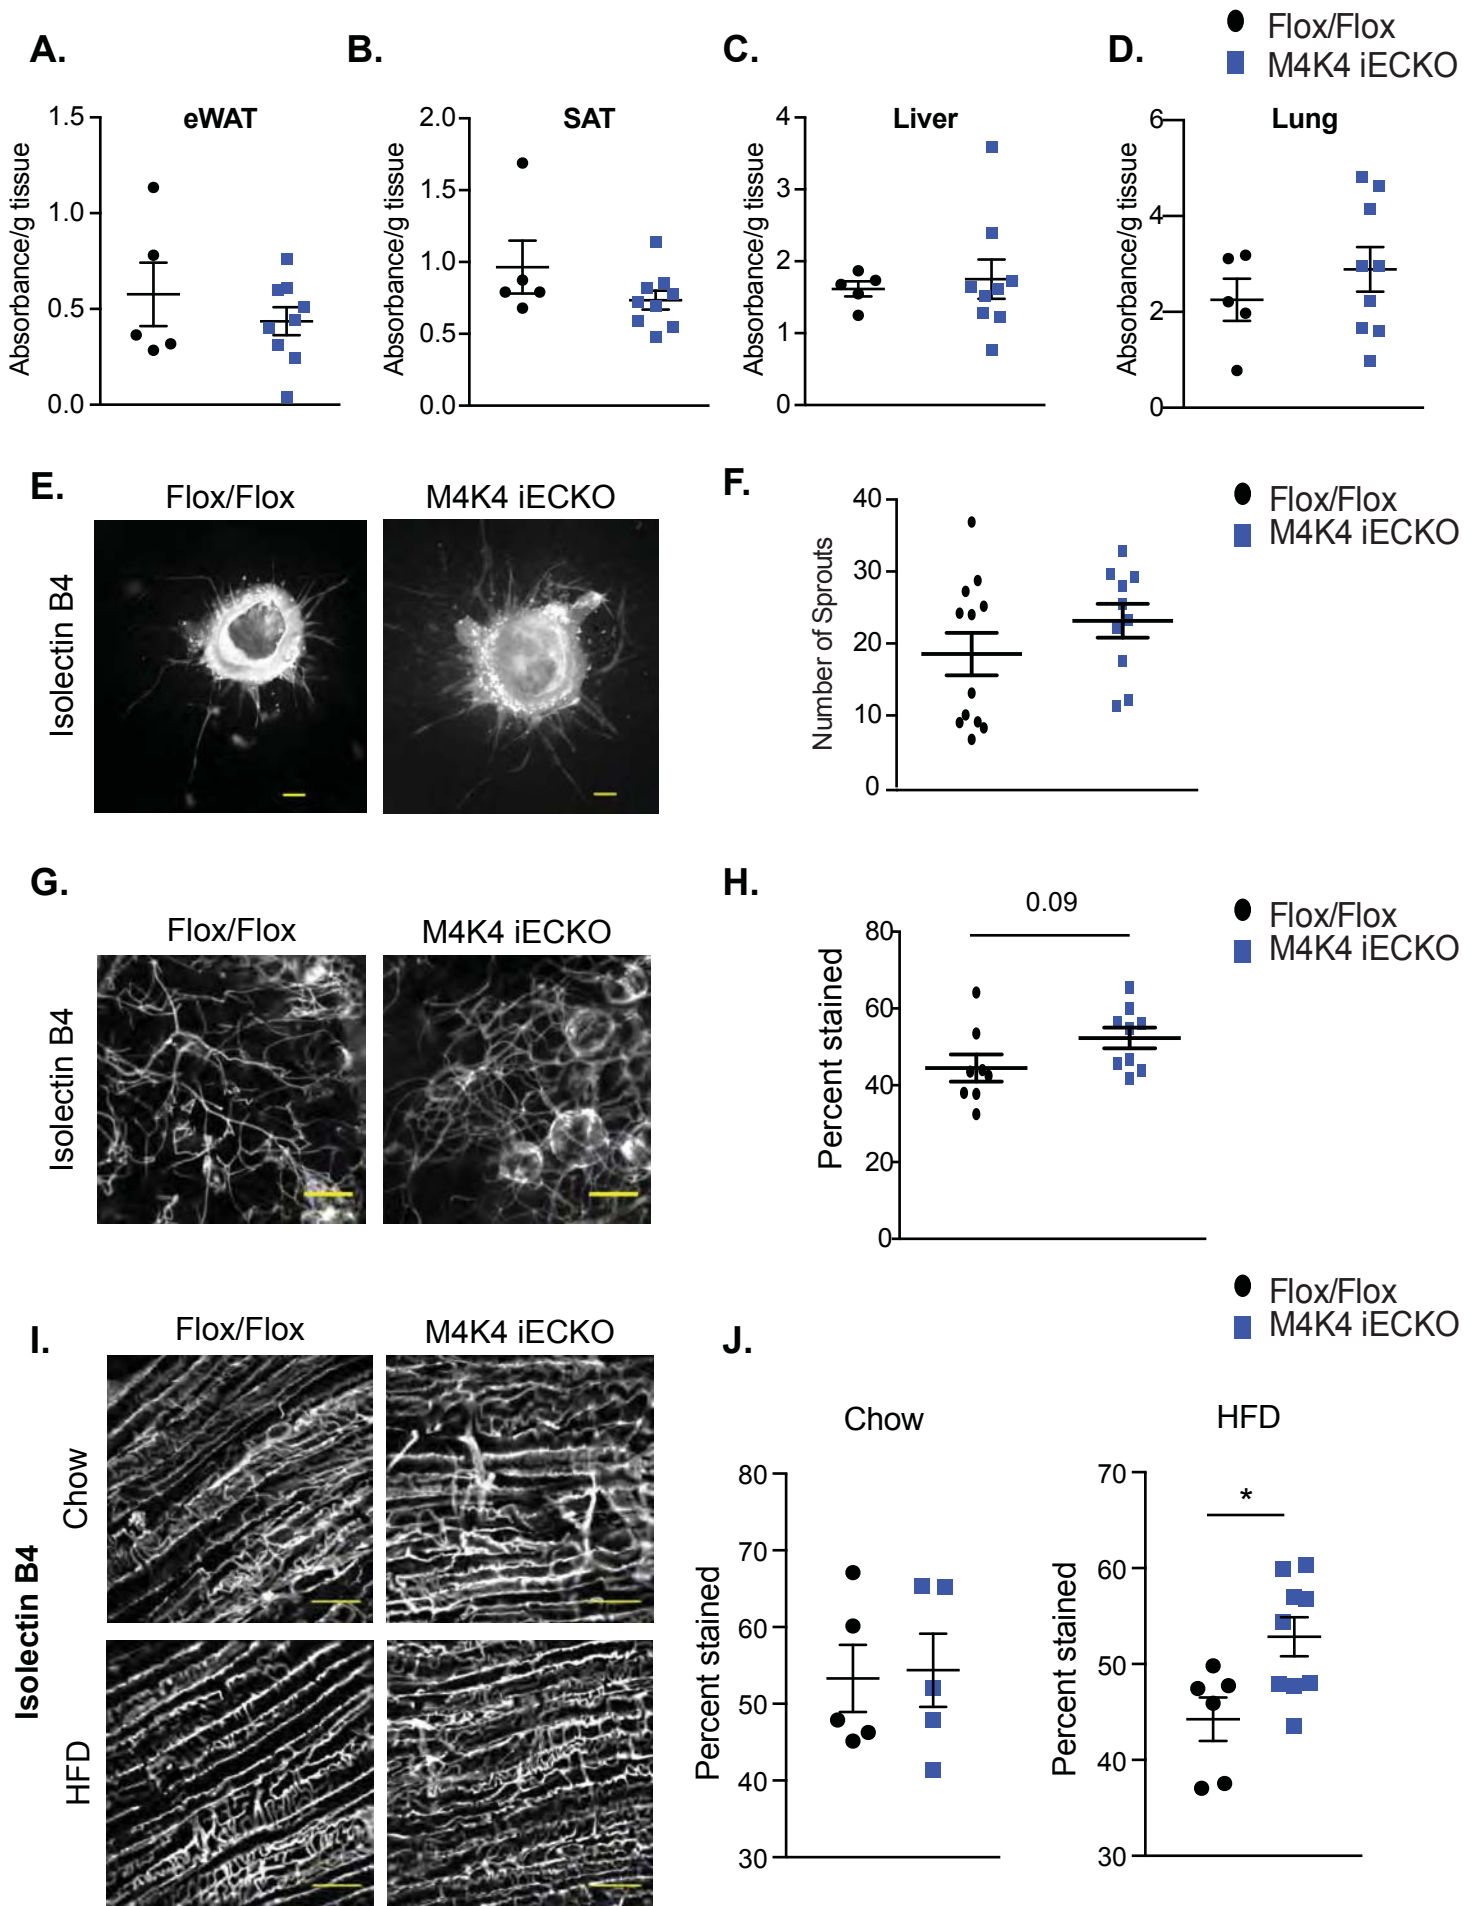 Flox/Flox
M4K4 iECKO
A.
B.
C.
D.
eWAT
SAT
Liver
Lung
Absorbance/g tissue
1.5
1.0
0.5
0.0
Absorbance/g tissue
2.0
1.5
1.0
0.5
0.0
Absorbance/g tissue
4
3
2
1
0
Absorbance/g tissue
6
4
2
0
E.
Flox/Flox
M4K4 iECKO
Isolectin B4
F.
Flox/Flox
M4K4 iECKO
Number of Sprouts
40
30
20
10
0
G.
Flox/Flox
M4K4 iECKO
Isolectin B4
H.
0.09
Flox/Flox
M4K4 iECKO
Percent stained
80
60
40
20
0
I.
Flox/Flox
M4K4 iECKO
Isolectin B4
Chow
HFD
J.
Flox/Flox
M4K4 iECKO
Chow
Percent stained
80
70
60
50
40
30
HFD
*
Percent stained
70
60
50
40
30